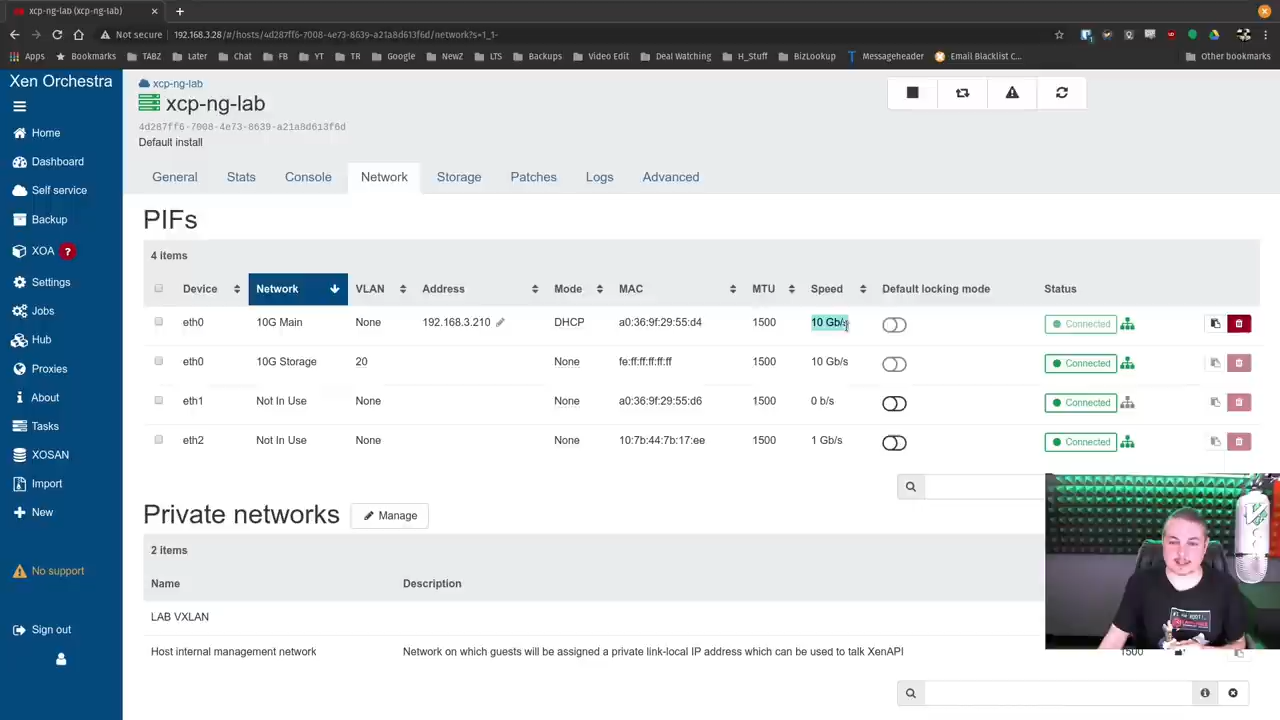 xcp-ng-lab (xcp-ng-lab)
Not secure 192.168.3.28/#/hosts/4d287ff6-7008-4e73-8639-a21a8d613f6d/network?s=1_1-
Apps Bookmarks TABZ Later Chat FB YT TR Google NewZ LTS Backups Video Edit Deal Watching H_Stuff BizLookup Messageheader Email Blacklist C... Other bookmarks
Xen Orchestra
Home
Dashboard
Self service
Backup
XOA ?
Settings
Jobs
Hub
Proxies
About
Tasks
XOSAN
Import
New
No support
Sign out
xcp-ng-lab
xcp-ng-lab
4d287ff6-7008-4e73-8639-a21a8d613f6d
Default install
General Stats Console Network Storage Patches Logs Advanced
PIFs
4 items
Device Network VLAN Address Mode MAC MTU Speed Default locking mode Status
eth0 10G Main None 192.168.3.210 DHCP a0:36:9f:29:55:d4 1500 10 Gb/s Connected
eth0 10G Storage 20 None fe:ff:ff:ff:ff:ff 1500 10 Gb/s Connected
eth1 Not In Use None None a0:36:9f:29:55:d6 1500 0 b/s Connected
eth2 Not In Use None None 10:7b:44:7b:17:ee 1500 1 Gb/s Connected
Private networks Manage
2 items
Name Description
LAB VXLAN
Host internal management network Network on which guests will be assigned a private link-local IP address which can be used to talk XenAPI 1500